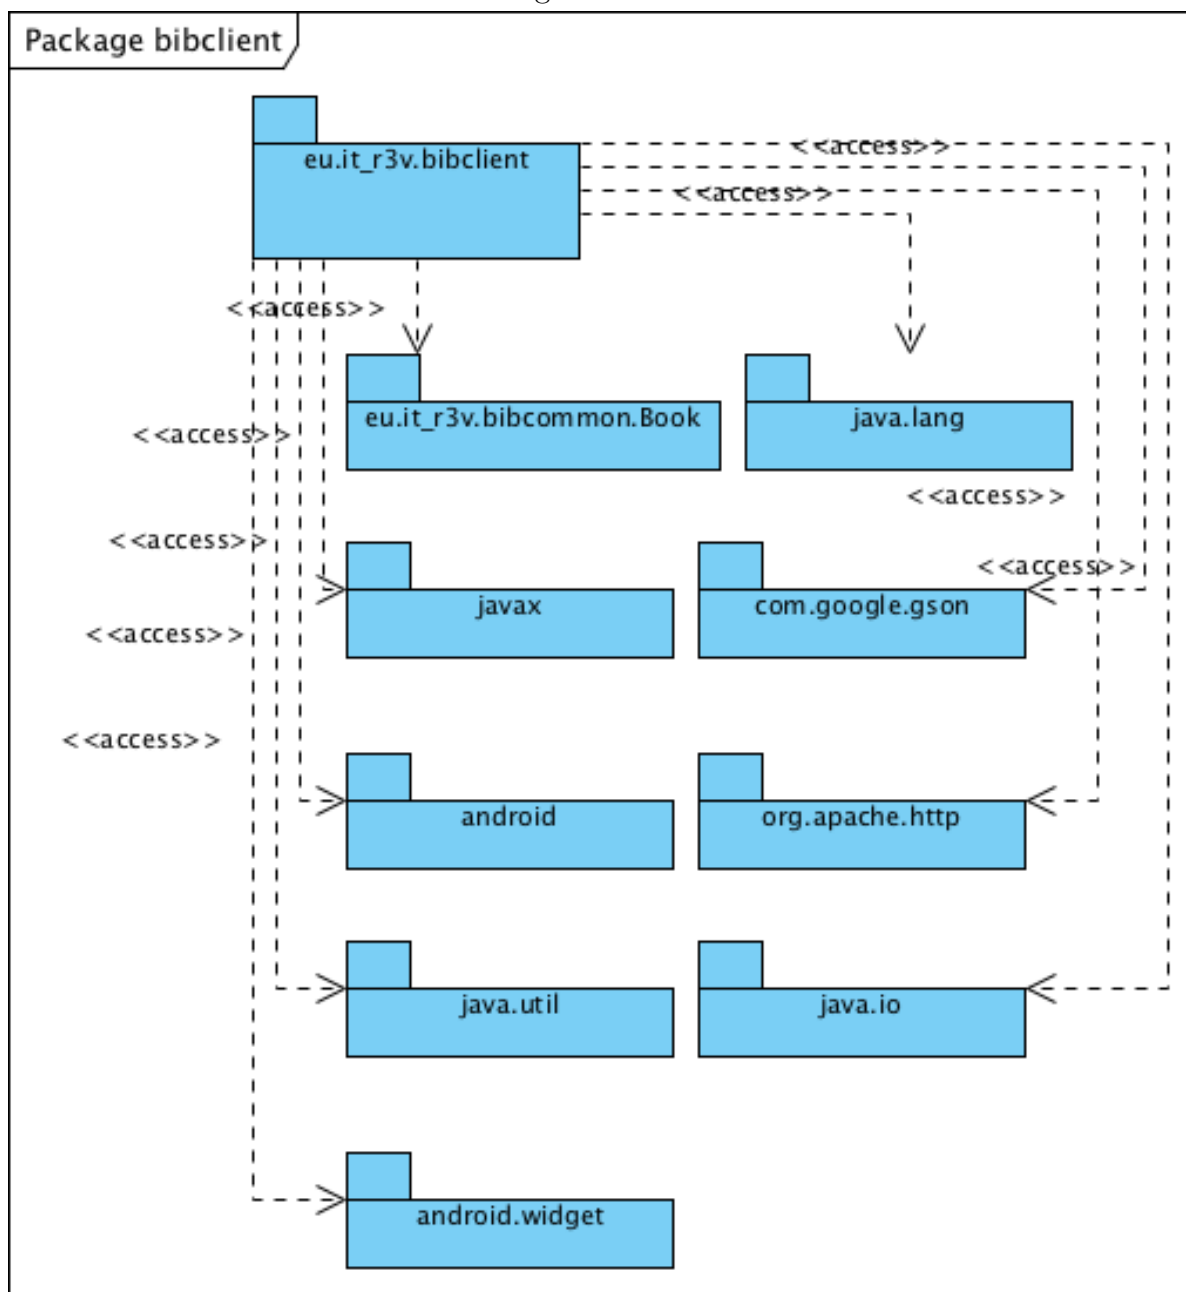 Package bibclient
<<access>>
eu.it_r3v.bibclient
<<access>>
<<access>>
eu.it_r3v.bibcommon.Book
java.lang
<<access>>
<<access>>
<<access>>
<<access>>
javax
com.google.gson
<<access>>
<<access>>
android
org.apache.http
java.util
java.io
android.widget